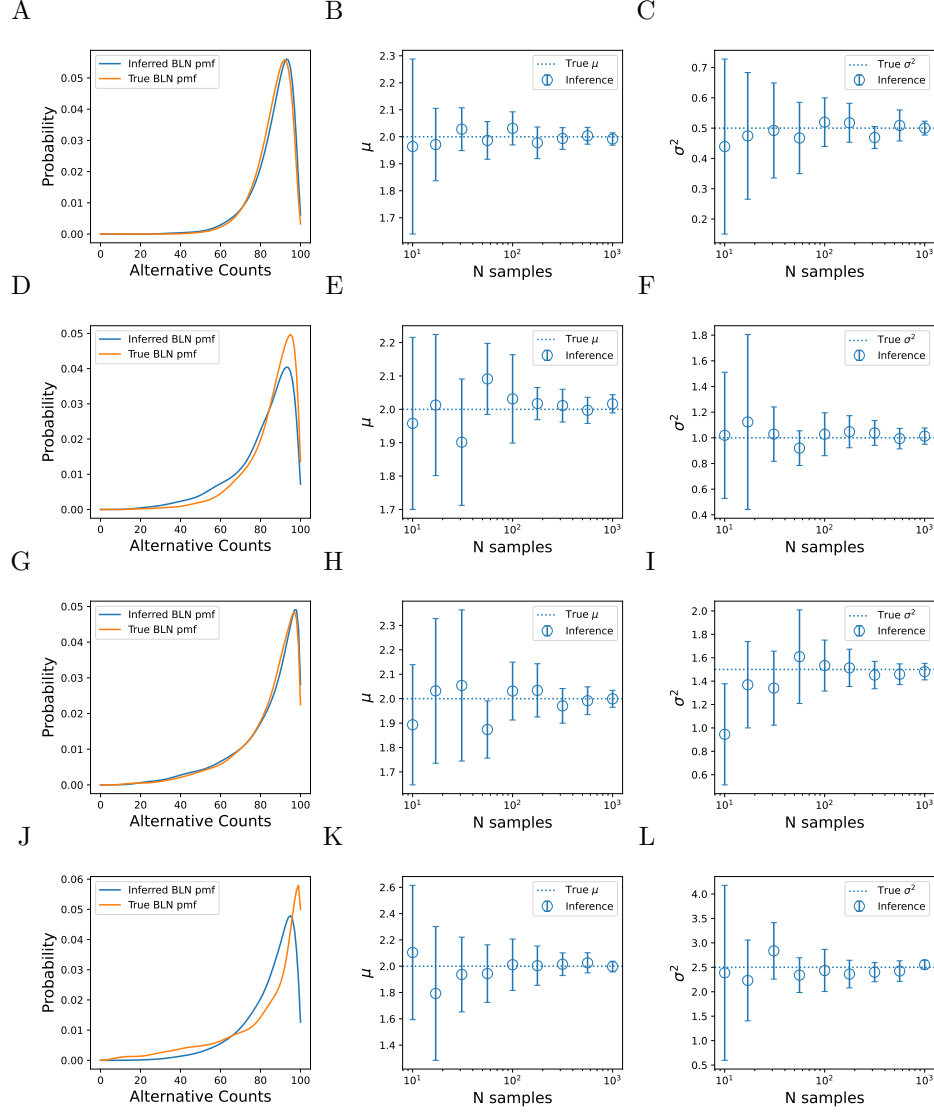 A
B
C
Inferred BLN pmf
True BLN pmf
Probability
0.05
0.04
0.03
0.02
0.01
0.00
0 20 40 60 80 100
Alternative Counts
True μ
Inference
μ
2.3
2.2
2.1
2.0
1.9
1.8
1.7
10¹ 10² 10³
N samples
True σ²
Inference
σ²
0.7
0.6
0.5
0.4
0.3
0.2
10¹ 10² 10³
N samples
D
E
F
Inferred BLN pmf
True BLN pmf
Probability
0.05
0.04
0.03
0.02
0.01
0.00
0 20 40 60 80 100
Alternative Counts
True μ
Inference
μ
2.2
2.1
2.0
1.9
1.8
1.7
10¹ 10² 10³
N samples
True σ²
Inference
σ²
1.8
1.6
1.4
1.2
1.0
0.8
0.6
0.4
10¹ 10² 10³
N samples
G
H
I
Inferred BLN pmf
True BLN pmf
Probability
0.05
0.04
0.03
0.02
0.01
0.00
0 20 40 60 80 100
Alternative Counts
True μ
Inference
μ
2.3
2.2
2.1
2.0
1.9
1.8
1.7
10¹ 10² 10³
N samples
True σ²
Inference
σ²
2.0
1.8
1.6
1.4
1.2
1.0
0.8
0.6
10¹ 10² 10³
N samples
J
K
L
Inferred BLN pmf
True BLN pmf
Probability
0.06
0.05
0.04
0.03
0.02
0.01
0.00
0 20 40 60 80 100
Alternative Counts
True μ
Inference
μ
2.6
2.4
2.2
2.0
1.8
1.6
1.4
10¹ 10² 10³
N samples
True σ²
Inference
σ²
4.0
3.5
3.0
2.5
2.0
1.5
1.0
0.5
10¹ 10² 10³
N samples